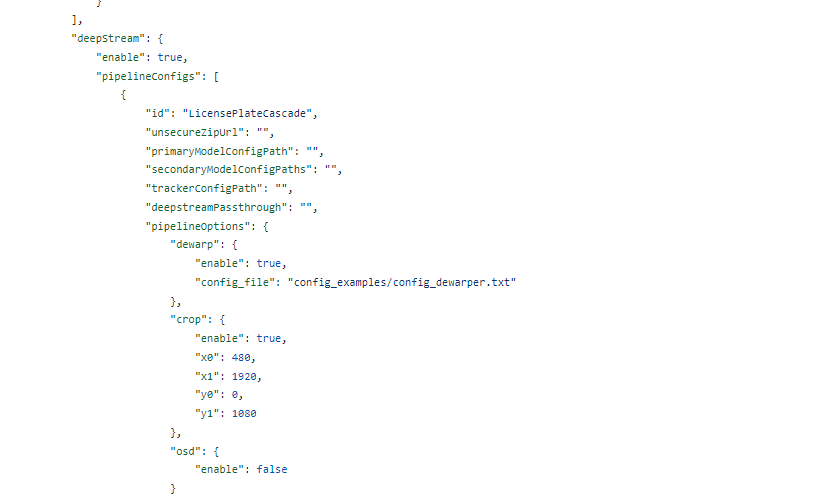 }
],
"deepStream": {
"enable": true,
"pipelineConfigs": [
{
"id": "LicensePlateCascade",
"unsecureZipUrl": "",
"primaryModelConfigPath": "",
"secondaryModelConfigPaths": "",
"trackerConfigPath": "",
"deepstreamPassthrough": "",
"pipelineOptions": {
"dewarp": {
"enable": true,
"config_file": "config_examples/config_dewarper.txt"
},
"crop": {
"enable": true,
"x0": 480,
"x1": 1920,
"y0": 0,
"y1": 1080
},
"osd": {
"enable": false
}